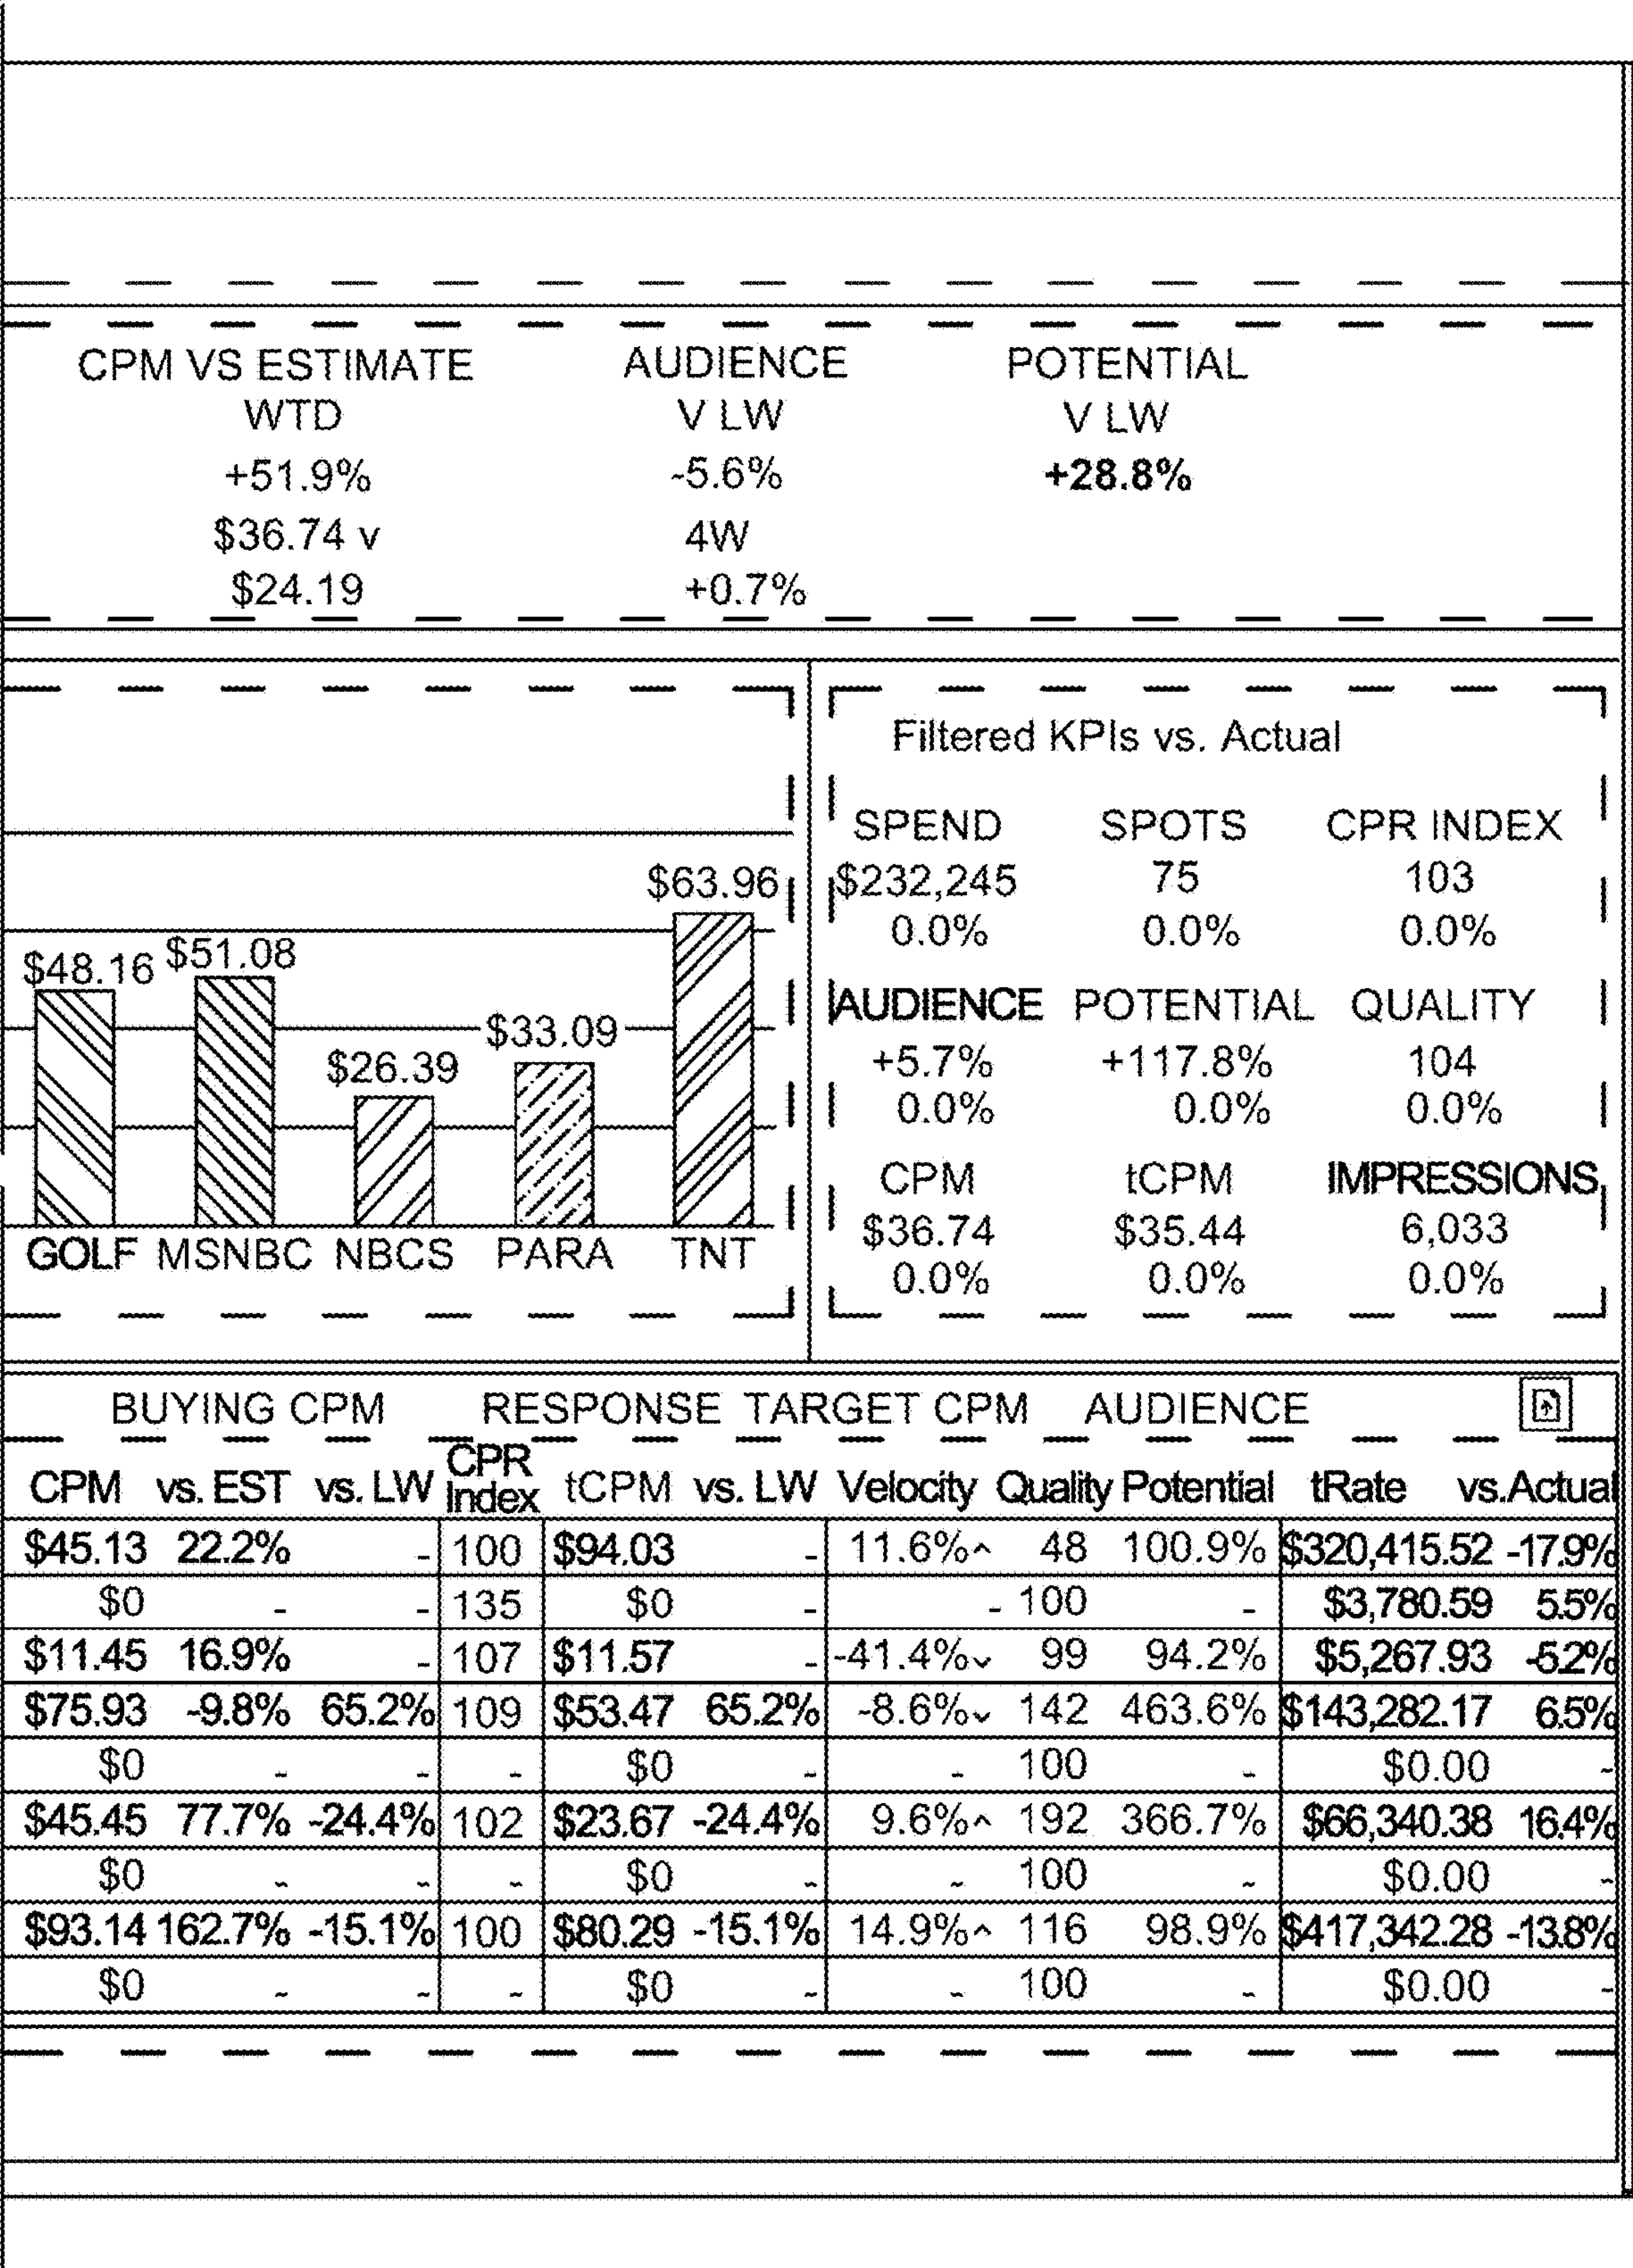 CPM VS ESTIMATE AUDIENCE POTENTIAL
WTD V LW V LW
+51.9% -5.6% +28.8%
$36.74 v 4W
$24.19 +0.7%
Filtered KPIs vs. Actual
SPEND SPOTS CPR INDEX
$232,245 75 103
0.0% 0.0% 0.0%
AUDIENCE POTENTIAL QUALITY
+5.7% +117.8% 104
0.0% 0.0% 0.0%
CPM tCPM IMPRESSIONS
$36.74 $35.44 6,033
0.0% 0.0% 0.0%
$48.16 $51.08 $26.39 $33.09 $63.96
GOLF MSNBC NBCS PARA TNT
BUYING CPM RESPONSE TARGET CPM AUDIENCE
CPM vs. EST vs. LW CPR Index tCPM vs. LW Velocity Quality Potential tRate vs.Actual
$45.13 22.2% - 100 $94.03 - 11.6%^ 48 100.9% $320,415.52 -17.9%
$0 - - 135 $0 - - 100 - $3,780.59 5.5%
$11.45 16.9% - 107 $11.57 - -41.4%⌄ 99 94.2% $5,267.93 -5.2%
$75.93 -9.8% 65.2% 109 $53.47 65.2% -8.6%⌄ 142 463.6% $143,282.17 6.5%
$0 - - - $0 - - 100 - $0.00 -
$45.45 77.7% -24.4% 102 $23.67 -24.4% 9.6%^ 192 366.7% $66,340.38 16.4%
$0 - - - $0 - - 100 - $0.00 -
$93.14 162.7% -15.1% 100 $80.29 -15.1% 14.9%^ 116 98.9% $417,342.28 -13.8%
$0 - - - $0 - - 100 - $0.00 -